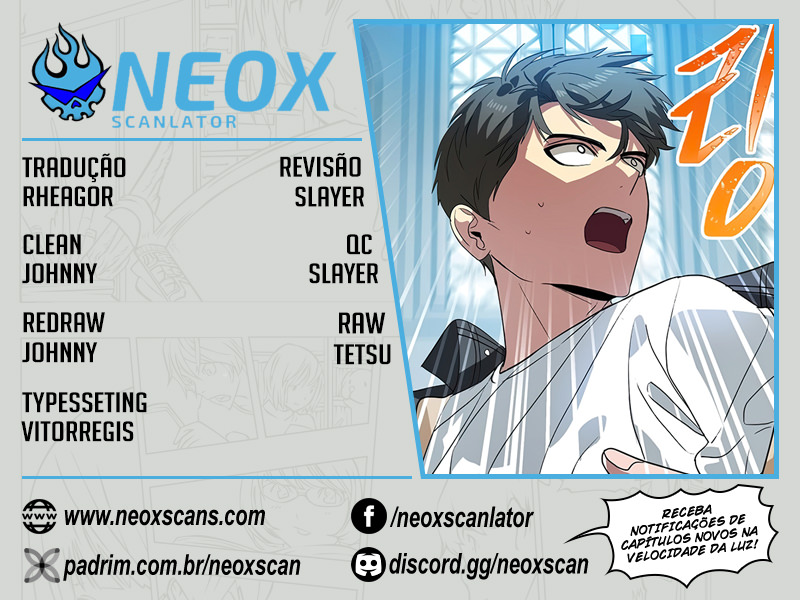 NEOX
SCANLATOR
TRADUÇÃO
RHEAGOR
REVISÃO
SLAYER
CLEAN
JOHNNY
QC
SLAYER
REDRAW
JOHNNY
RAW
TETSU
TYPESSETING
VITORREGIS
www.neoxscans.com
/neoxscanlator
padrim.com.br/neoxscan
discord.gg/neoxscan
RECEBA
NOTIFICAÇÕES DE
CAPÍTULOS NOVOS NA
VELOCIDADE DA LUZ!